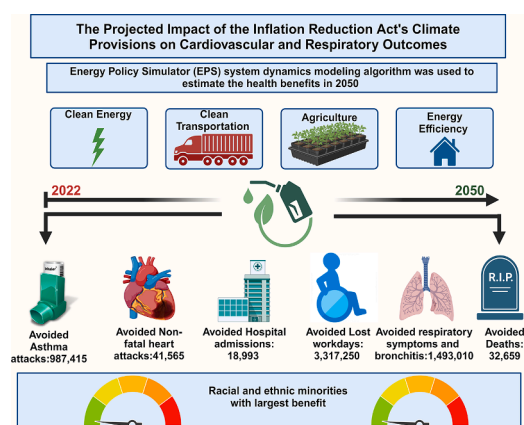 The Projected Impact of the Inflation Reduction Act's Climate
Provisions on Cardiovascular and Respiratory Outcomes
Energy Policy Simulator (EPS) system dynamics modeling algorithm was used to
estimate the health benefits in 2050
Clean Energy
Clean
Transportation
Agriculture
Energy
Efficiency
2022
2050
R.I.P.
Avoided
Asthma
attacks:987,415
Avoided Non-
fatal heart
attacks:41,565
Avoided Hospital
admissions:
18,993
Avoided Lost
workdays:
3,317,250
Avoided respiratory
symptoms and
bronchitis:1,493,010
Avoided
Deaths:
32,659
Racial and ethnic minorities
with largest benefit